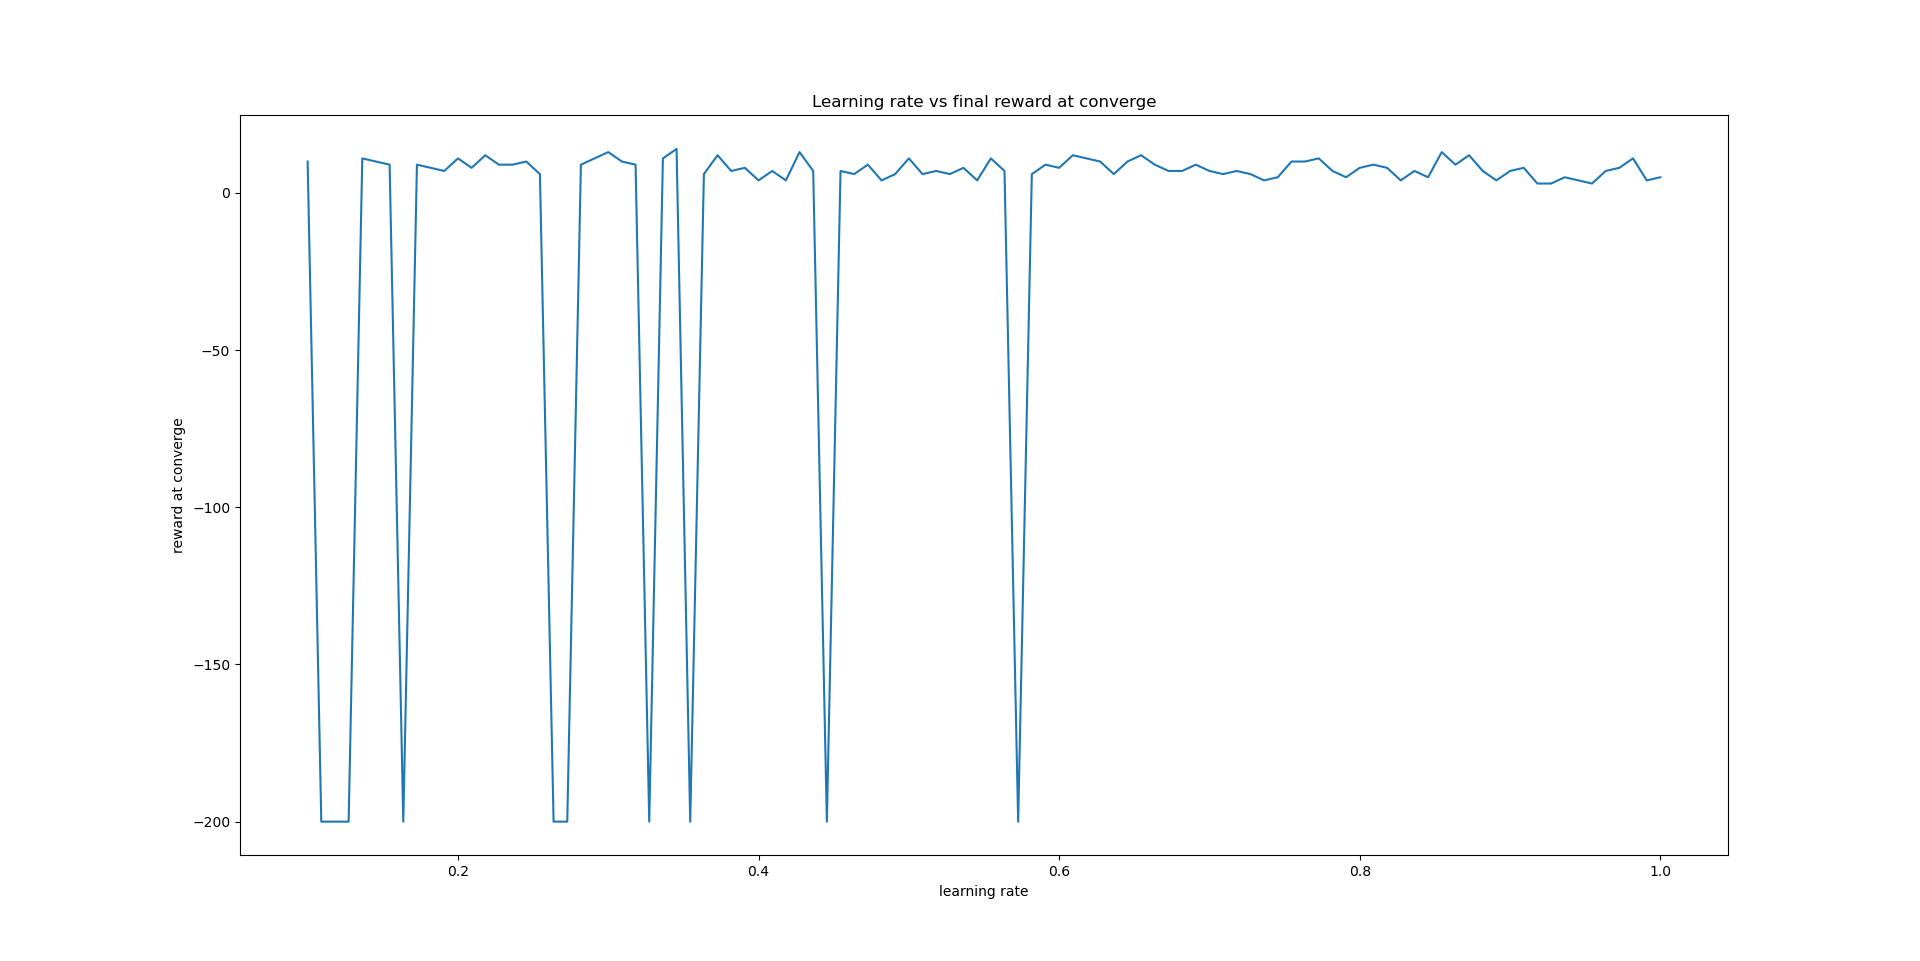 Learning rate vs final reward at converge
reward at converge
0
−50
−100
−150
−200
0.2 0.4 0.6 0.8 1.0
learning rate